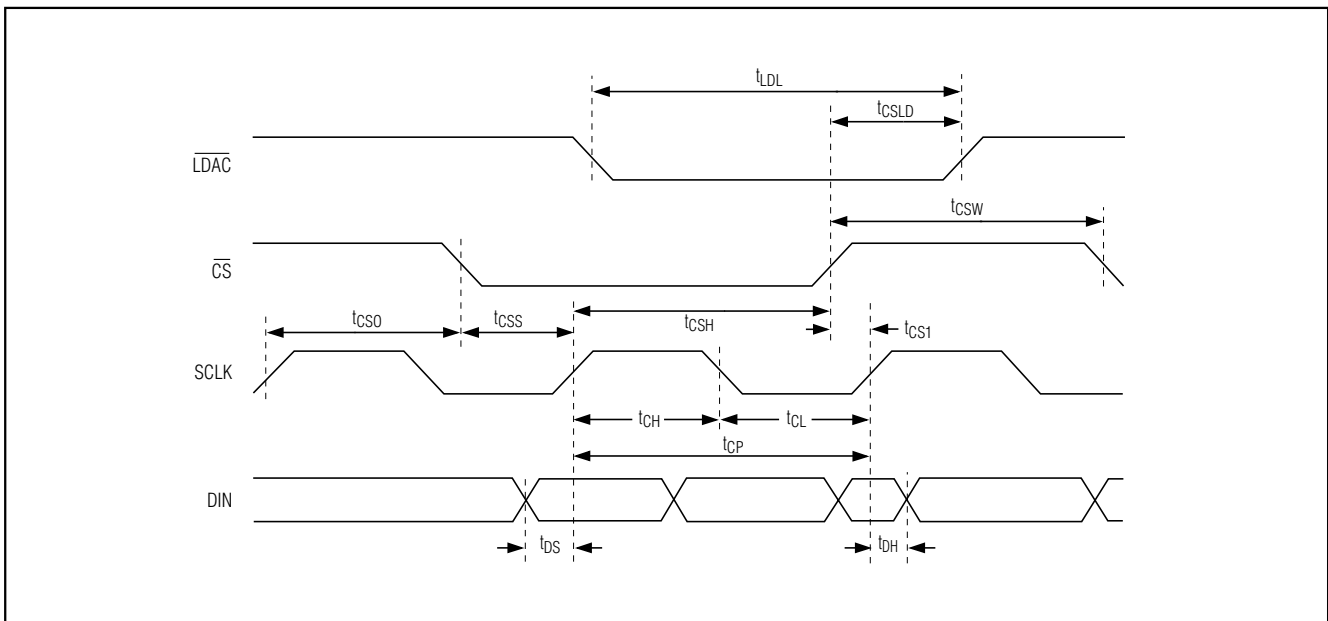 tLDL
tCSLD
LDAC
tCSW
CS
tCSO
tCSS
tCSH
tCS1
SCLK
tCH
tCL
tCP
DIN
tDS
tDH